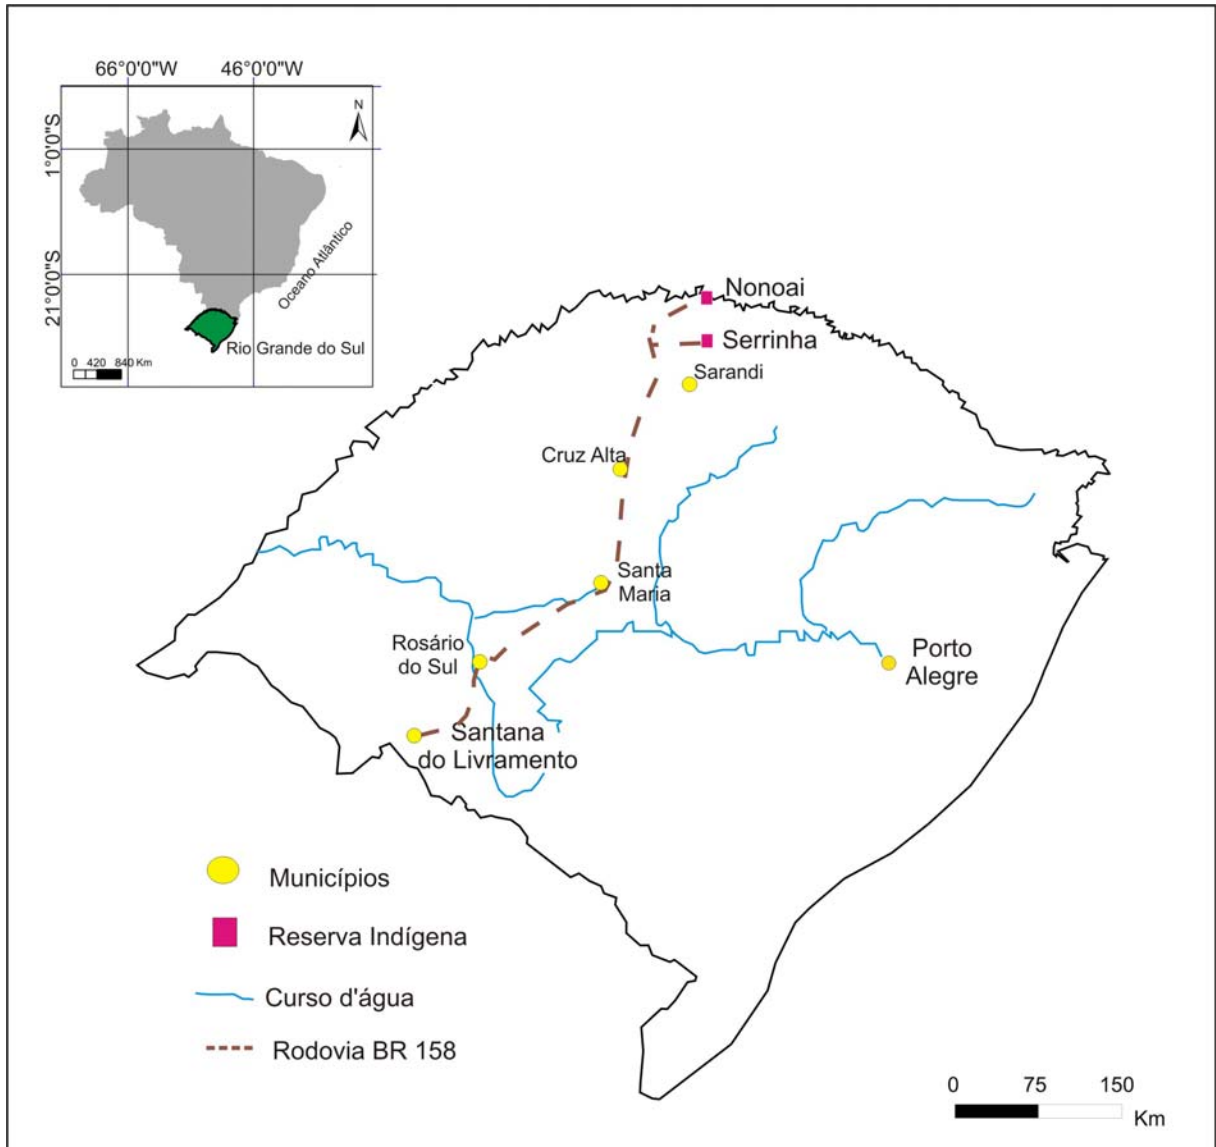 66°0'0"W 46°0'0"W
N
1°0'0"S
21°0'0"S
Oceano Atlântico
Rio Grande do Sul
0 420 840 Km
Nonoai
Serrinha
Sarandi
Cruz Alta
Santa
Maria
Rosário
do Sul
Porto
Alegre
Santana
do Livramento
Municípios
Reserva Indígena
Curso d'água
Rodovia BR 158
0 75 150
Km